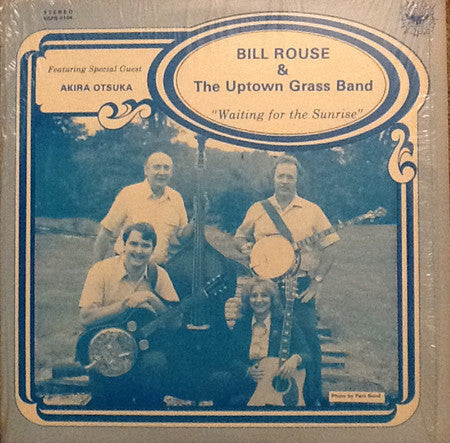 STEREO
Featuring Special Guest
AKIRA OTSUKA
BILL ROUSE
&
The Uptown Grass Band
"Waiting for the Sunrise"
Photo by